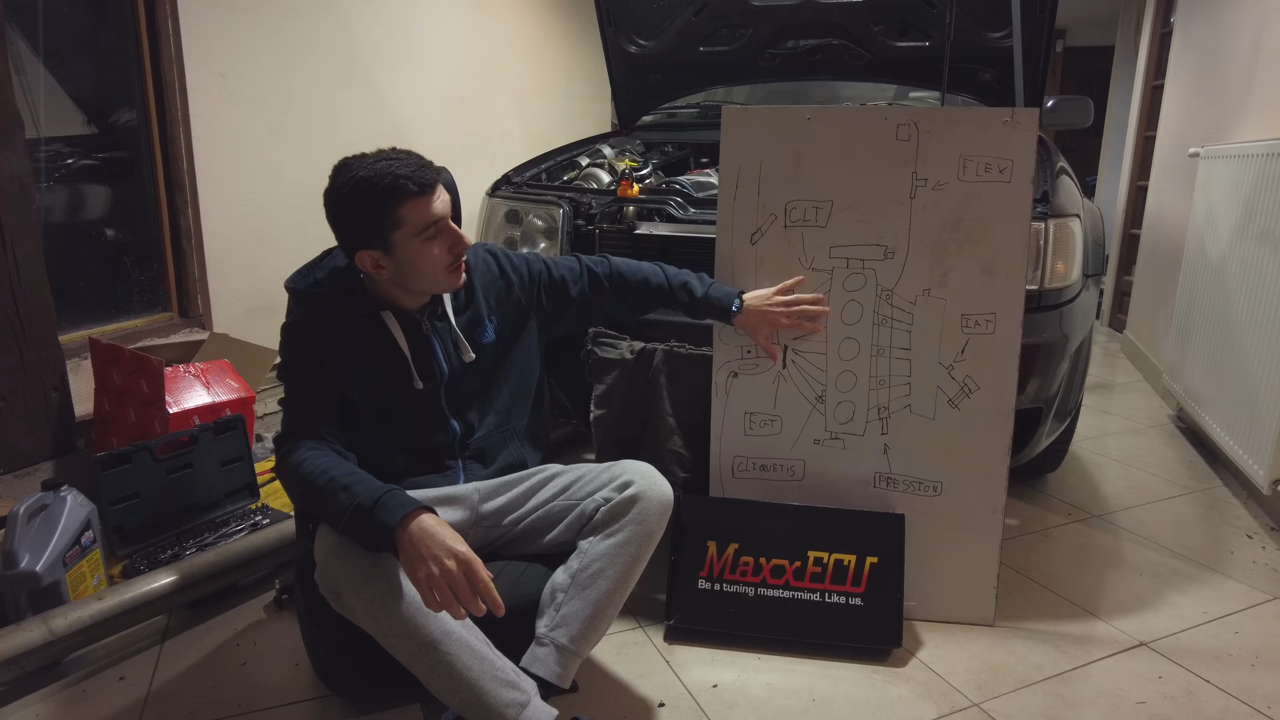 FLEX
CLT
IAT
EGT
CLIQUETIS
PRESSION
MaxxECU
Be a tuning mastermind. Like us.